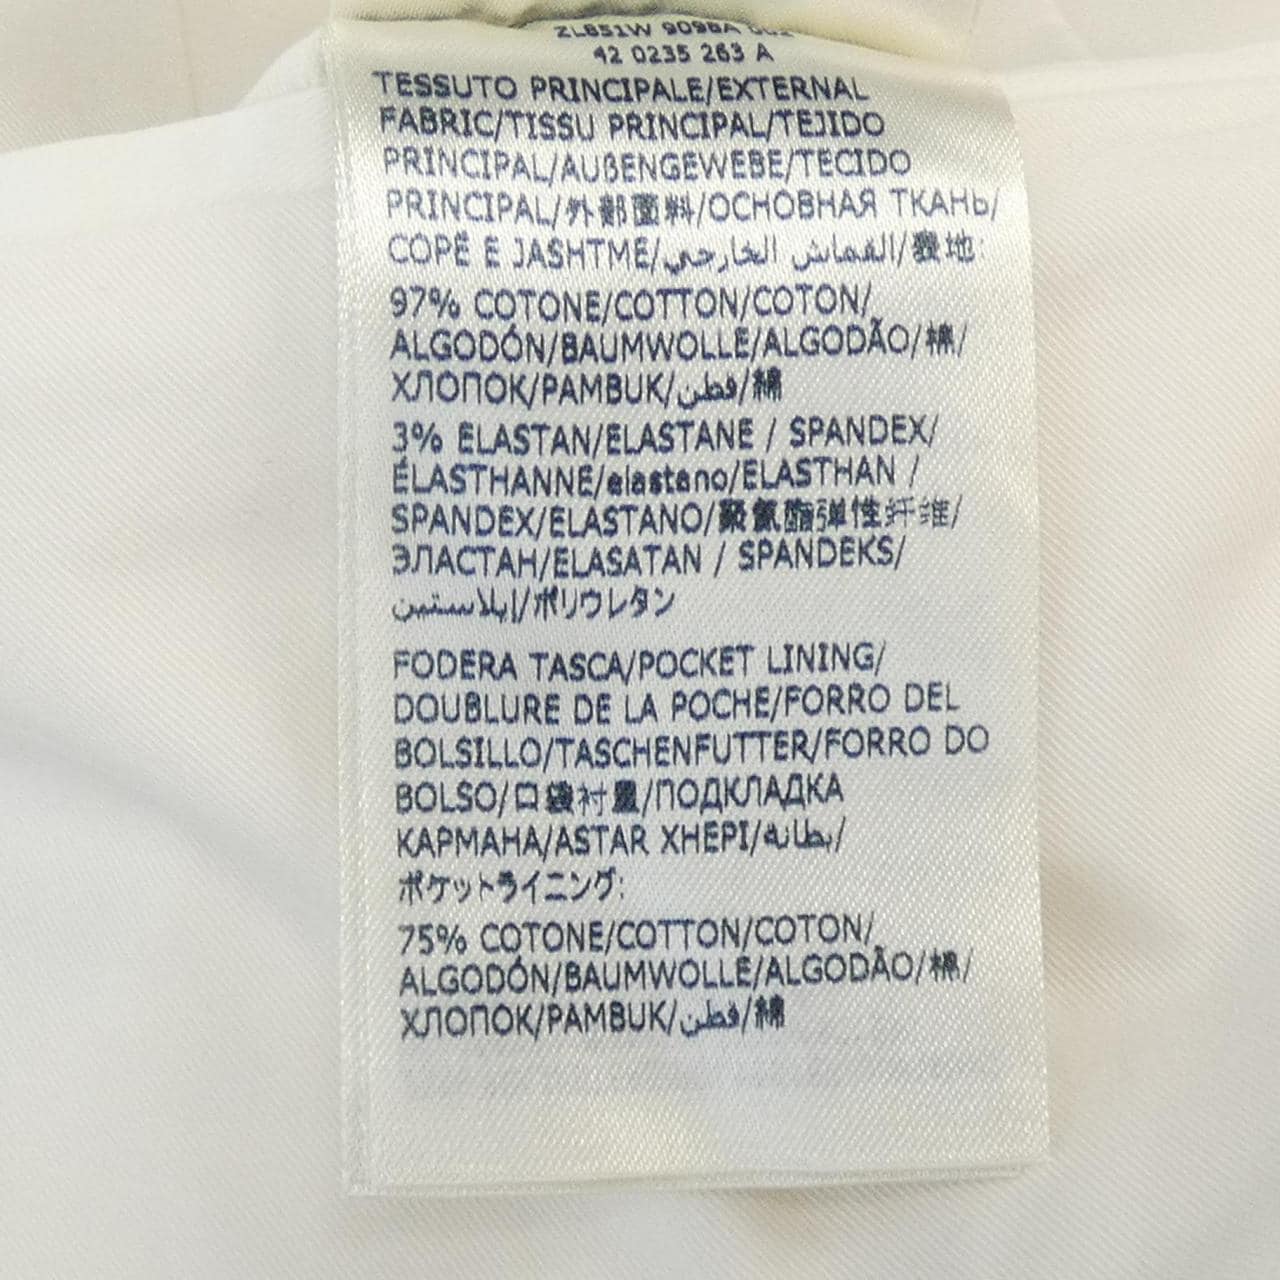 ZL851W 9098A
42 0235 263 A
TESSUTO PRINCIPALE/EXTERNAL
FABRIC/TISSU PRINCIPAL/TEJIDO
PRINCIPAL/AUßENGEWEBE/TECIDO
PRINCIPAL/外部面料/ОСНОВНАЯ ТКАНЬ/
COPË E JASHTME/القماش الخارجي/表地:
97% COTONE/COTTON/COTON/
ALGODÓN/BAUMWOLLE/ALGODÃO/棉/
ХЛОПОК/PAMBUK/قطن/綿
3% ELASTAN/ELASTANE / SPANDEX/
ÉLASTHANNE/elastano/ELASTHAN /
SPANDEX/ELASTANO/聚氨酯弹性纤维/
ЭЛАСТАН/ELASATAN / SPANDEKS/
إيلاستين/ポリウレタン
FODERA TASCA/POCKET LINING/
DOUBLURE DE LA POCHE/FORRO DEL
BOLSILLO/TASCHENFUTTER/FORRO DO
BOLSO/口袋衬里/ПОДКЛАДКА
КАРМАНА/ASTAR XHEPI/بطانة/
ポケットライニング:
75% COTONE/COTTON/COTON/
ALGODÓN/BAUMWOLLE/ALGODÃO/棉/
ХЛОПОК/PAMBUK/قطن/綿